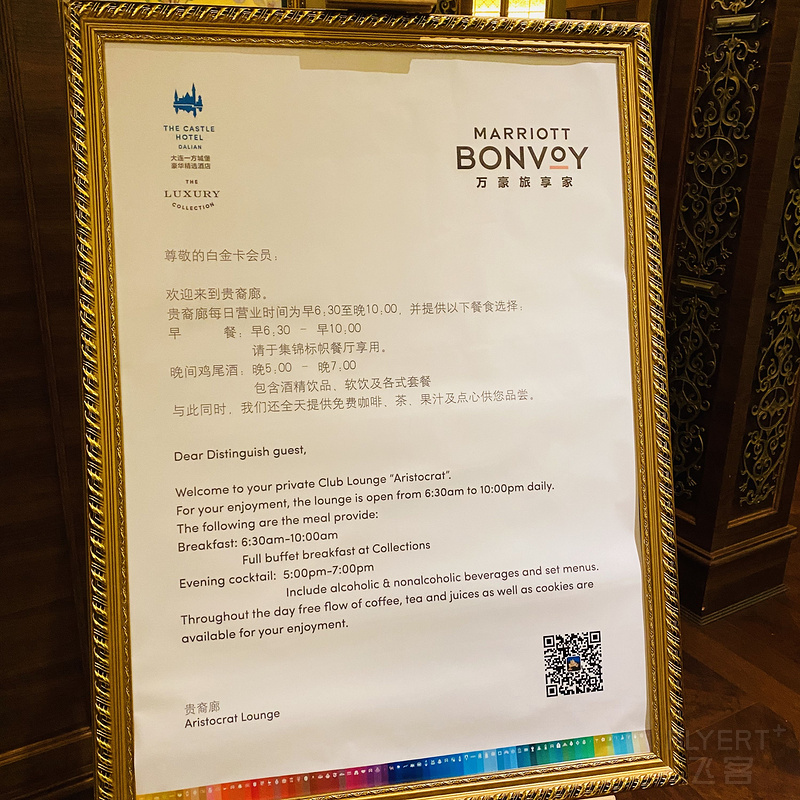 THE CASTLE
HOTEL
DALIAN
大连一方城堡
豪华精选酒店
THE
LUXURY
COLLECTION
MARRIOTT
BONVOY
万豪旅享家
尊敬的白金卡会员：
欢迎来到贵裔廊。
贵裔廊每日营业时间为早6:30至晚10:00，并提供以下餐食选择：
早 餐：早6:30 - 早10:00
请于集锦标帜餐厅享用。
晚间鸡尾酒：晚5:00 - 晚7:00
包含酒精饮品、软饮及各式套餐
与此同时，我们还全天提供免费咖啡、茶、果汁及点心供您品尝。
Dear Distinguish guest,
Welcome to your private Club Lounge “Aristocrat”.
For your enjoyment, the lounge is open from 6:30am to 10:00pm daily.
The following are the meal provide:
Breakfast: 6:30am-10:00am
Full buffet breakfast at Collections
Evening cocktail: 5:00pm-7:00pm
Include alcoholic & nonalcoholic beverages and set menus.
Throughout the day free flow of coffee, tea and juices as well as cookies are
available for your enjoyment.
贵裔廊
Aristocrat Lounge
LYERT+
飞客